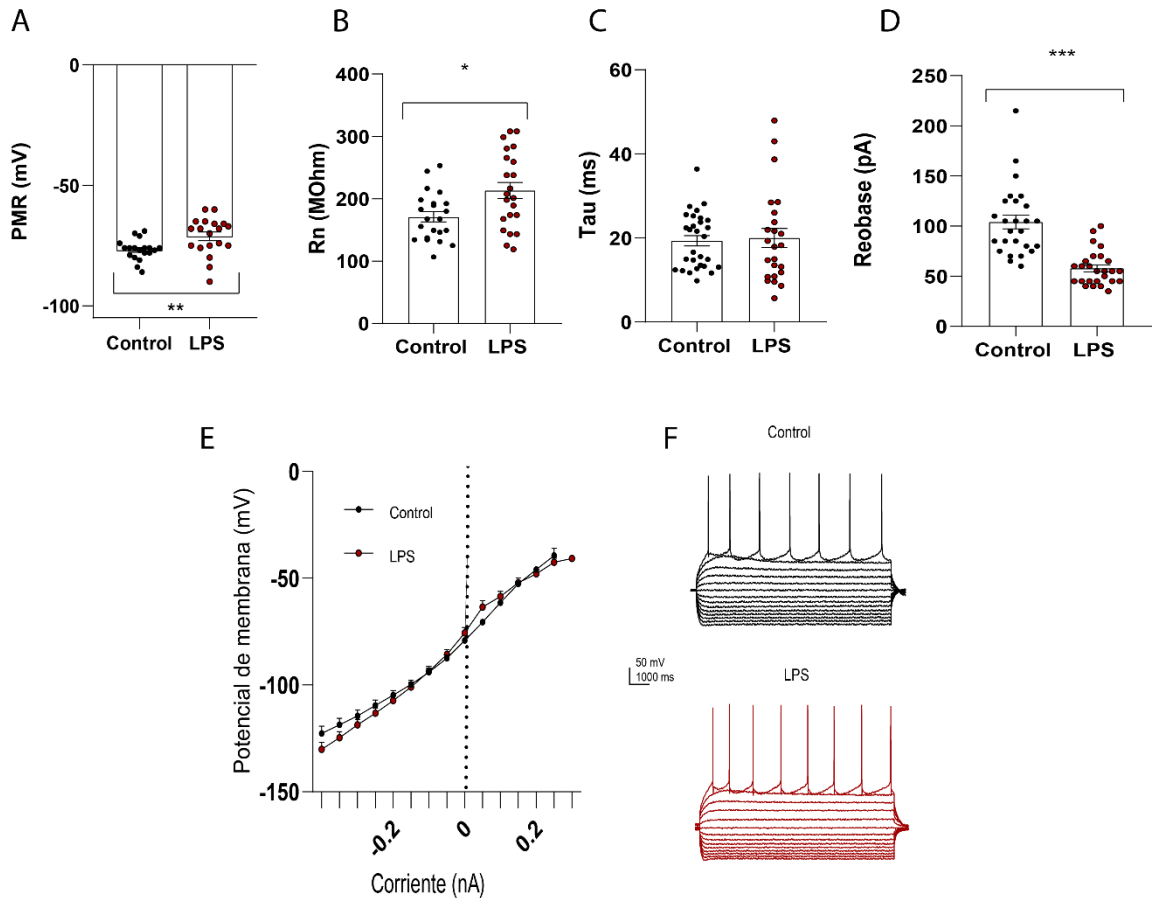 A
PMR (mV)
0
-50
-100
**
Control
LPS
B
Rn (MOhm)
400
300
200
100
0
*
Control
LPS
C
Tau (ms)
60
40
20
0
Control
LPS
D
Reobase (pA)
250
200
150
100
50
0
***
Control
LPS
E
Potencial de membrana (mV)
0
-50
-100
-150
Control
LPS
-0.2
0
0.2
Corriente (nA)
F
Control
50 mV
1000 ms
LPS